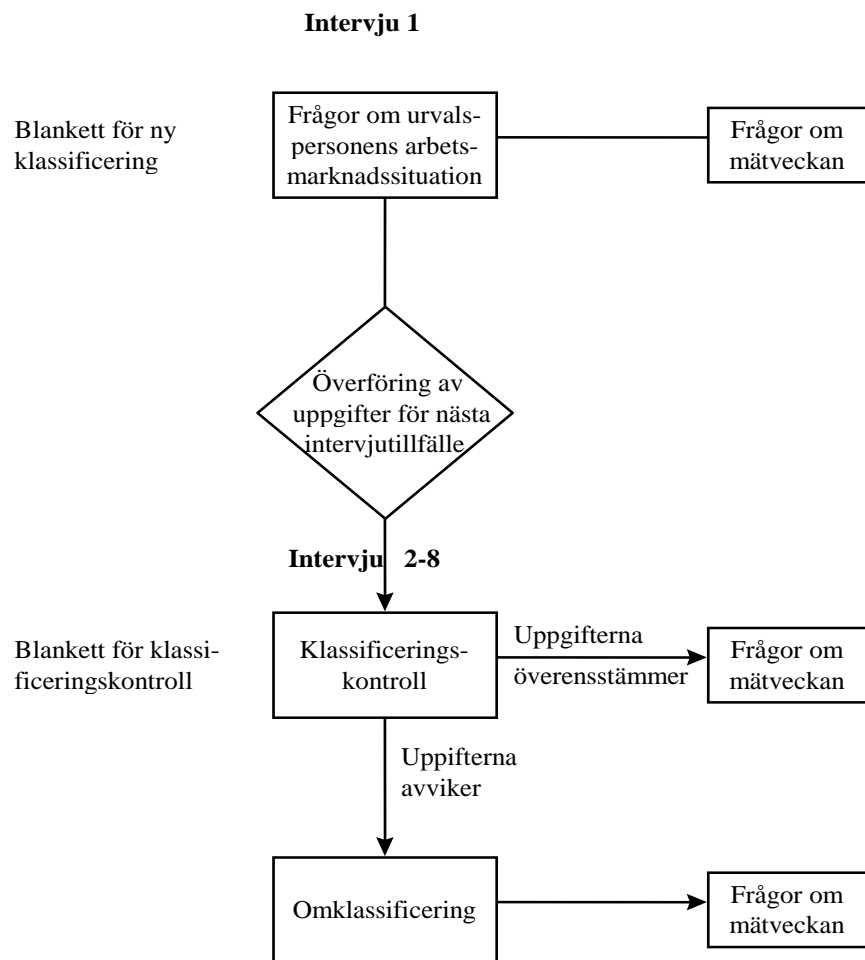 Intervju 1
Blankett för ny
klassificering
Frågor om urvals-
personens arbets-
marknadssituation
Frågor om
mätveckan
Överföring av
uppgifter för nästa
intervjutillfälle
Intervju 2-8
Blankett för klassi-
ficeringskontroll
Klassificerings-
kontroll
Uppgifterna
överensstämmer
Frågor om
mätveckan
Uppifterna
avviker
Omklassificering
Frågor om
mätveckan